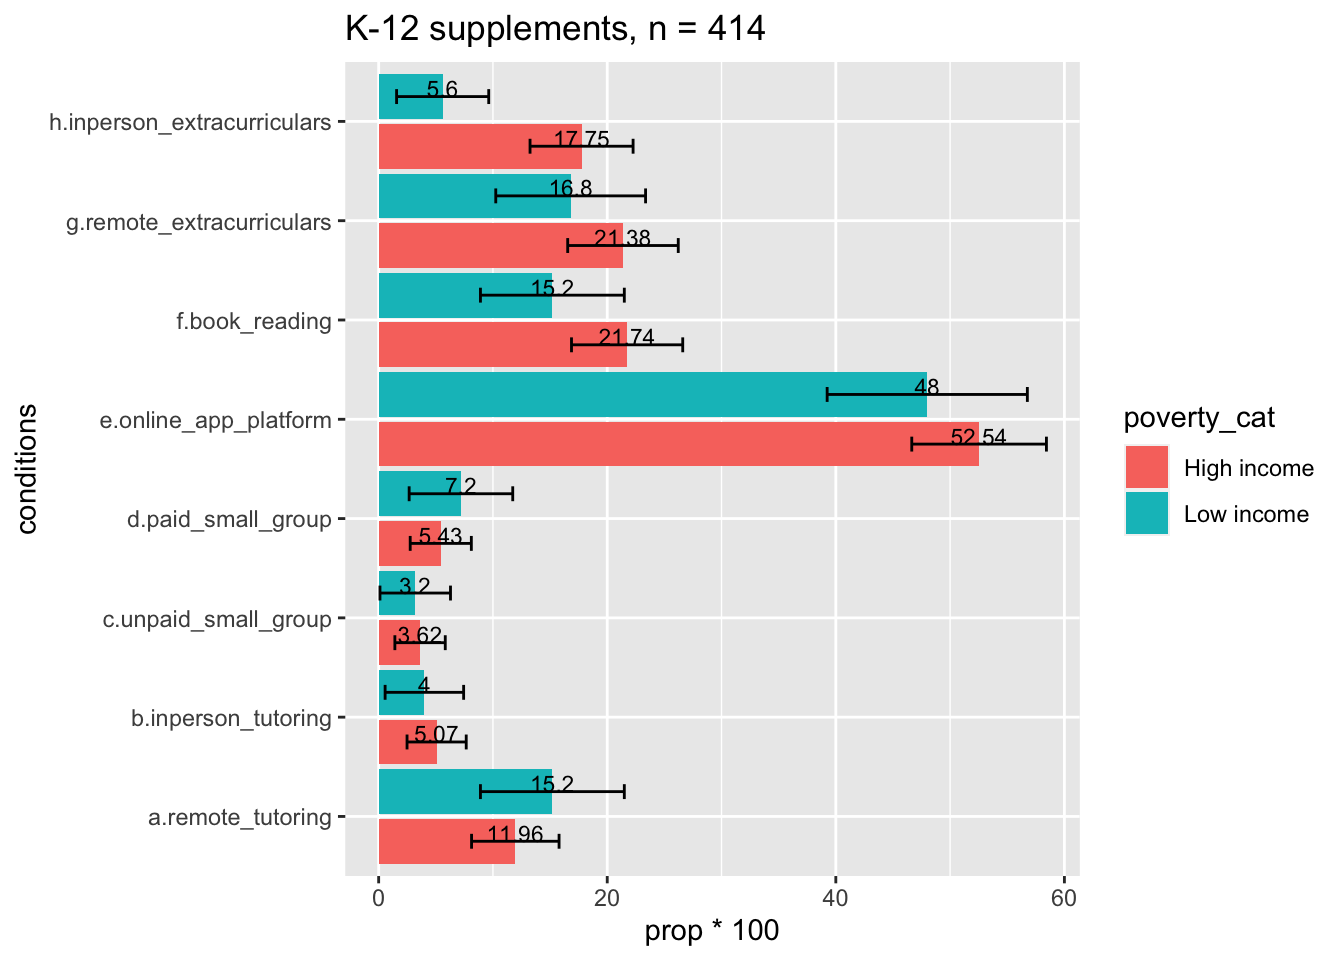 K-12 supplements, n = 414
conditions
h.inperson_extracurriculars
5.6
17.75
g.remote_extracurriculars
16.8
21.38
f.book_reading
15.2
21.74
e.online_app_platform
48
52.54
d.paid_small_group
7.2
5.43
c.unpaid_small_group
3.2
3.62
b.inperson_tutoring
4
5.07
a.remote_tutoring
15.2
11.96
0 20 40 60
prop * 100
poverty_cat
High income
Low income